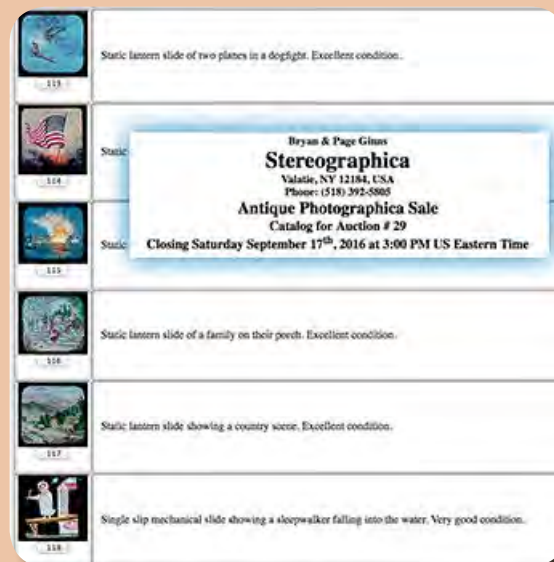 Static lantern slide of two planes in a dogfight. Excellent condition.
113
Static
114
Bryan & Page Ginns
Stereographica
Valatie, NY 12184, USA
Phone: (518) 392-5805
Antique Photographica Sale
Catalog for Auction # 29
Closing Saturday September 17th, 2016 at 3:00 PM US Eastern Time
Static
115
Static lantern slide of a family on their porch. Excellent condition.
116
Static lantern slide showing a country scene. Excellent condition.
117
Single slip mechanical slide showing a sleepwalker falling into the water. Very good condition.
118